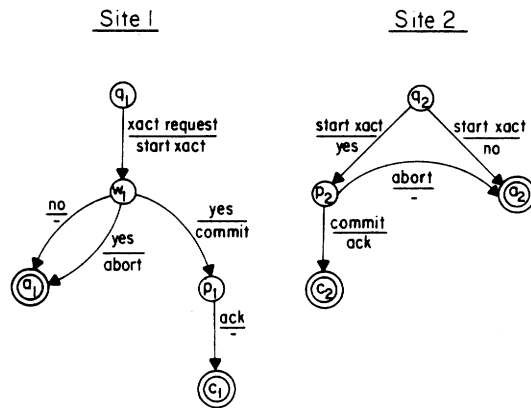 Site 1
Site 2
q1
q2
xact request
start xact
start xact
yes
start xact
no
w1
p2
abort
-
a2
no
-
yes
abort
yes
commit
commit
ack
a1
p1
c2
ack
-
c1